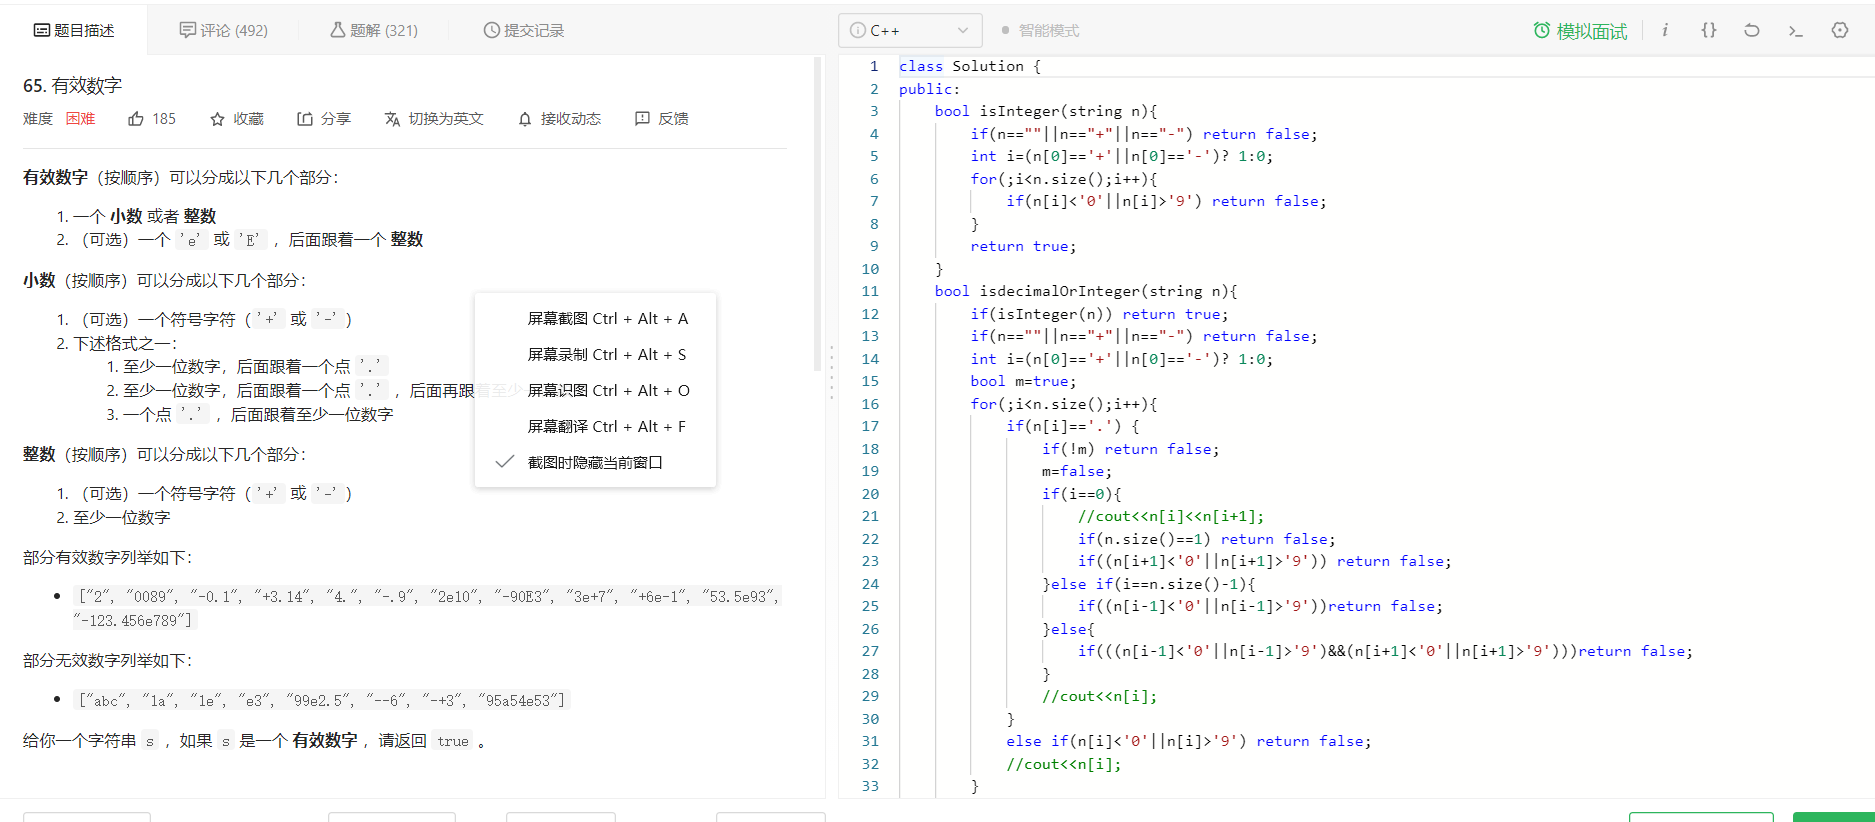 题目描述
评论 (492)
题解 (321)
提交记录
65. 有效数字
难度 困难 185 收藏 分享 切换为英文 接收动态 反馈
有效数字（按顺序）可以分成以下几个部分：
1. 一个 小数 或者 整数
2. （可选）一个 'e' 或 'E' ，后面跟着一个 整数
小数（按顺序）可以分成以下几个部分：
1. （可选）一个符号字符（'+' 或 '-'）
2. 下述格式之一：
1. 至少一位数字，后面跟着一个点 '.'
2. 至少一位数字，后面跟着一个点 '.' ，后面再跟着至少
3. 一个点 '.' ，后面跟着至少一位数字
整数（按顺序）可以分成以下几个部分：
1. （可选）一个符号字符（'+' 或 '-'）
2. 至少一位数字
部分有效数字列举如下：
• ["2", "0089", "-0.1", "+3.14", "4.", "-.9", "2e10", "-90E3", "3e+7", "+6e-1", "53.5e93",
"-123.456e789"]
部分无效数字列举如下：
• ["abc", "1a", "1e", "e3", "99e2.5", "--6", "-+3", "95a54e53"]
给你一个字符串 s ，如果 s 是一个 有效数字 ，请返回 true 。
屏幕截图 Ctrl + Alt + A
屏幕录制 Ctrl + Alt + S
屏幕识图 Ctrl + Alt + O
屏幕翻译 Ctrl + Alt + F
截图时隐藏当前窗口
C++
智能模式
模拟面试
1 class Solution {
2 public:
3     bool isInteger(string n){
4         if(n==""||n=="+"||n=="-") return false;
5         int i=(n[0]=='+'||n[0]=='-')? 1:0;
6         for(;i<n.size();i++){
7             if(n[i]<'0'||n[i]>'9') return false;
8         }
9         return true;
10     }
11     bool isdecimalOrInteger(string n){
12         if(isInteger(n)) return true;
13         if(n==""||n=="+"||n=="-") return false;
14         int i=(n[0]=='+'||n[0]=='-')? 1:0;
15         bool m=true;
16         for(;i<n.size();i++){
17             if(n[i]=='.') {
18                 if(!m) return false;
19                 m=false;
20                 if(i==0){
21                     //cout<<n[i]<<n[i+1];
22                     if(n.size()==1) return false;
23                     if((n[i+1]<'0'||n[i+1]>'9')) return false;
24                 }else if(i==n.size()-1){
25                     if((n[i-1]<'0'||n[i-1]>'9'))return false;
26                 }else{
27                     if(((n[i-1]<'0'||n[i-1]>'9')&&(n[i+1]<'0'||n[i+1]>'9')))return false;
28                 }
29                 //cout<<n[i];
30             }
31             else if(n[i]<'0'||n[i]>'9') return false;
32             //cout<<n[i];
33         }